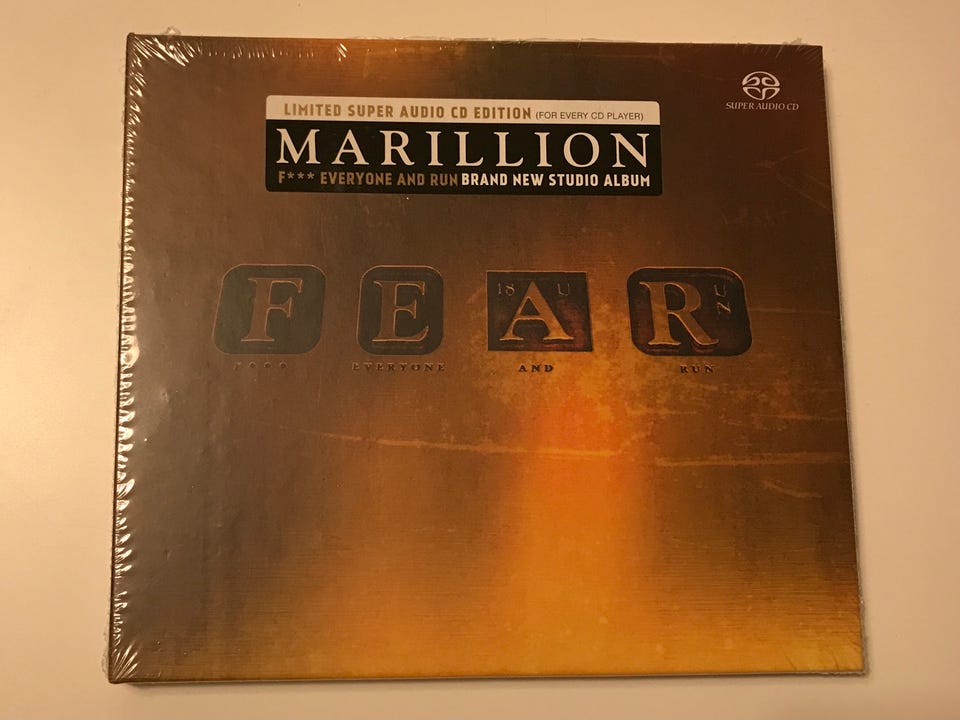 LIMITED SUPER AUDIO CD EDITION (FOR EVERY CD PLAYER)
MARILLION
F*** EVERYONE AND RUN BRAND NEW STUDIO ALBUM
SUPER AUDIO CD
F E A R
F*** EVERYONE AND RUN